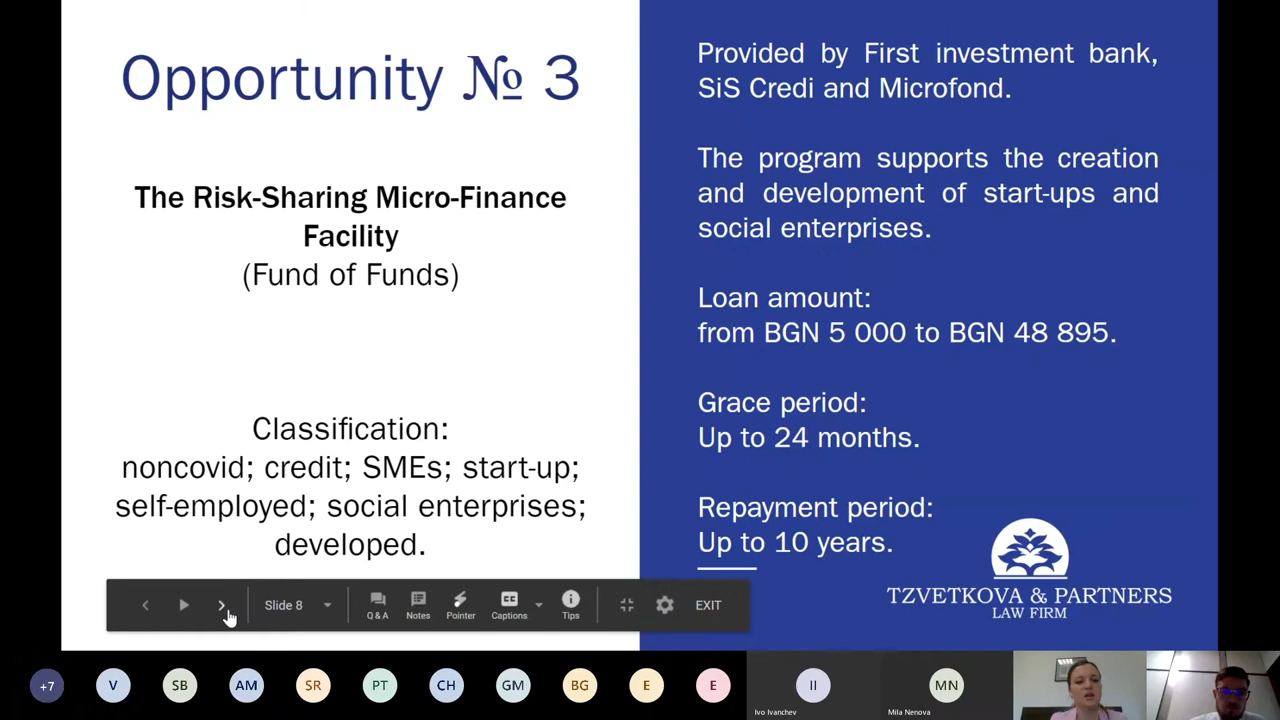 Opportunity № 3
The Risk-Sharing Micro-Finance
Facility
(Fund of Funds)
Classification:
noncovid; credit; SMEs; start-up;
self-employed; social enterprises;
developed.
Provided by First investment bank,
SiS Credi and Microfond.
The program supports the creation
and development of start-ups and
social enterprises.
Loan amount:
from BGN 5 000 to BGN 48 895.
Grace period:
Up to 24 months.
Repayment period:
Up to 10 years.
TZVETKOVA & PARTNERS
LAW FIRM
Slide 8
Q & A
Notes
Pointer
CC
Captions
Tips
EXIT
+7
V
SB
AM
SR
PT
CH
GM
BG
E
E
II
Ivo Ivanchev
MN
Mila Nenova